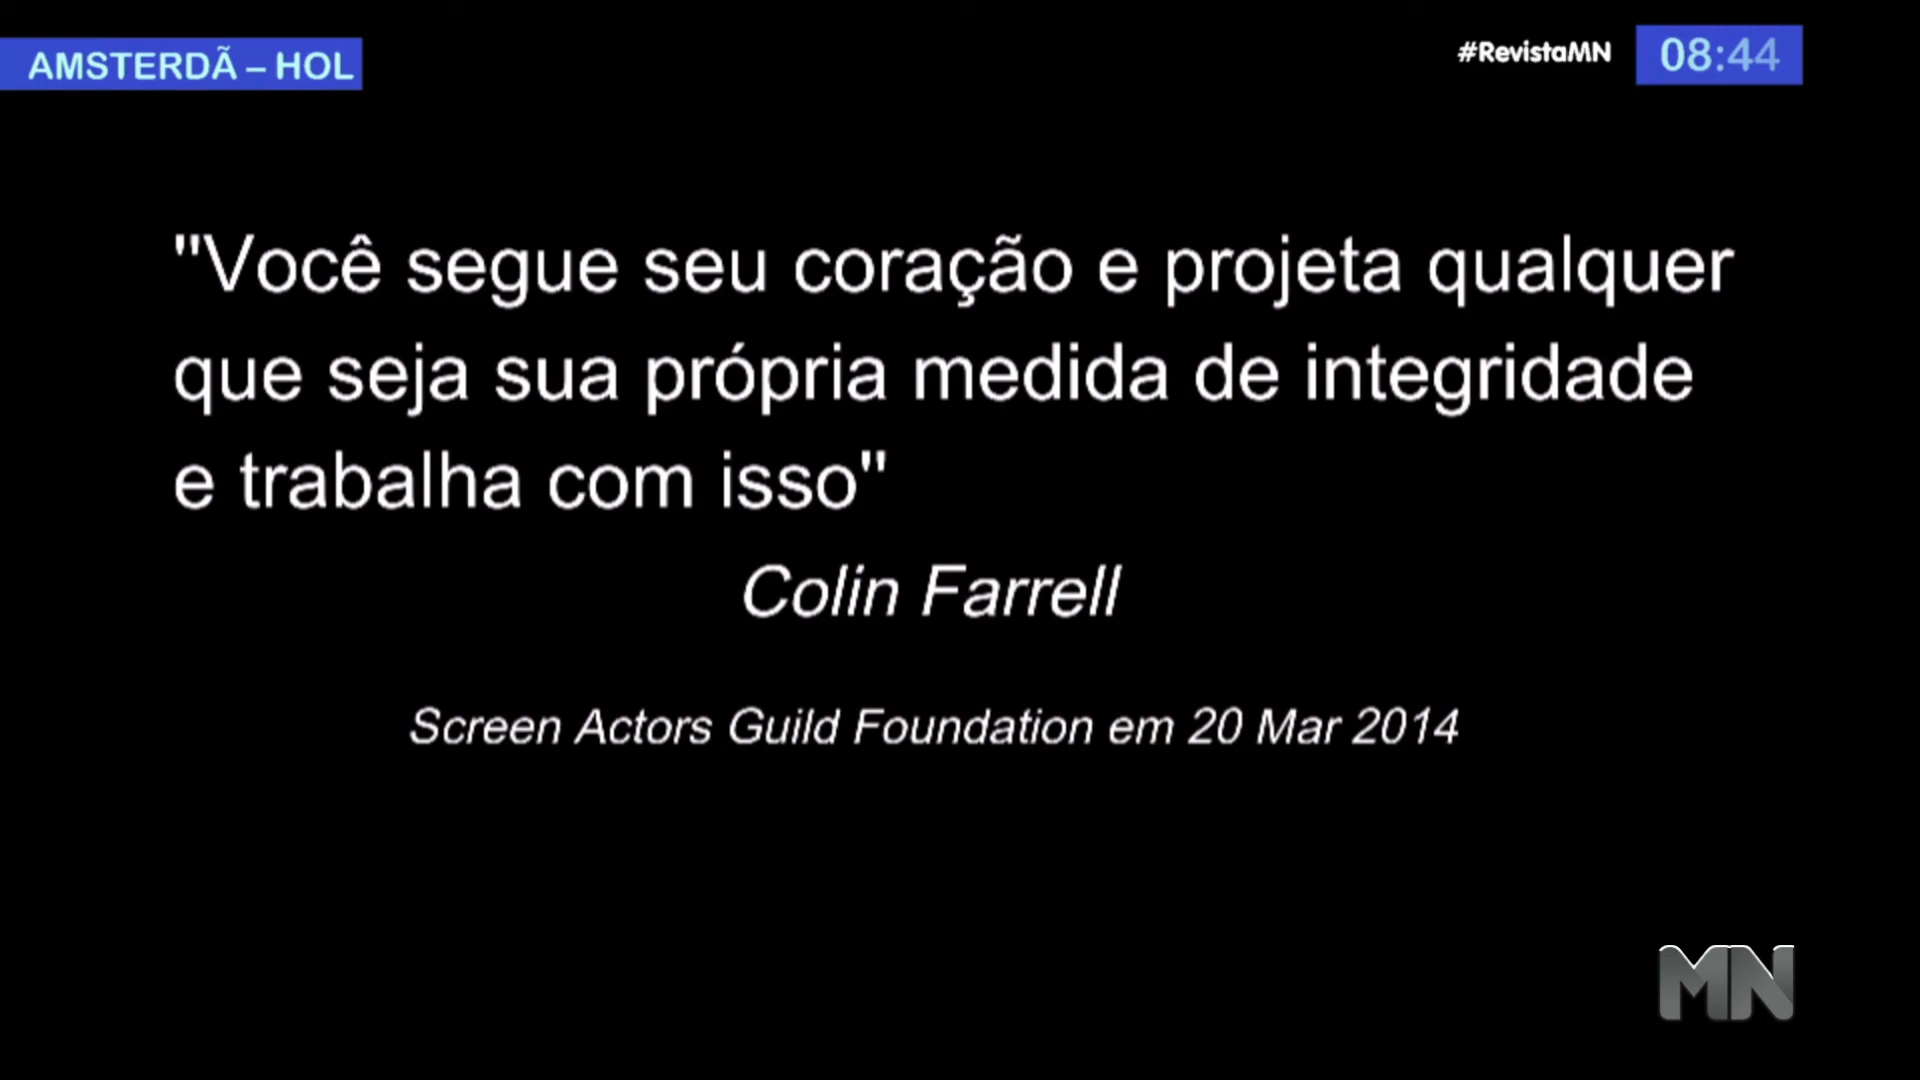 AMSTERDÃ – HOL
#RevistaMN
08:44
"Você segue seu coração e projeta qualquer
que seja sua própria medida de integridade
e trabalha com isso"
Colin Farrell
Screen Actors Guild Foundation em 20 Mar 2014
MN